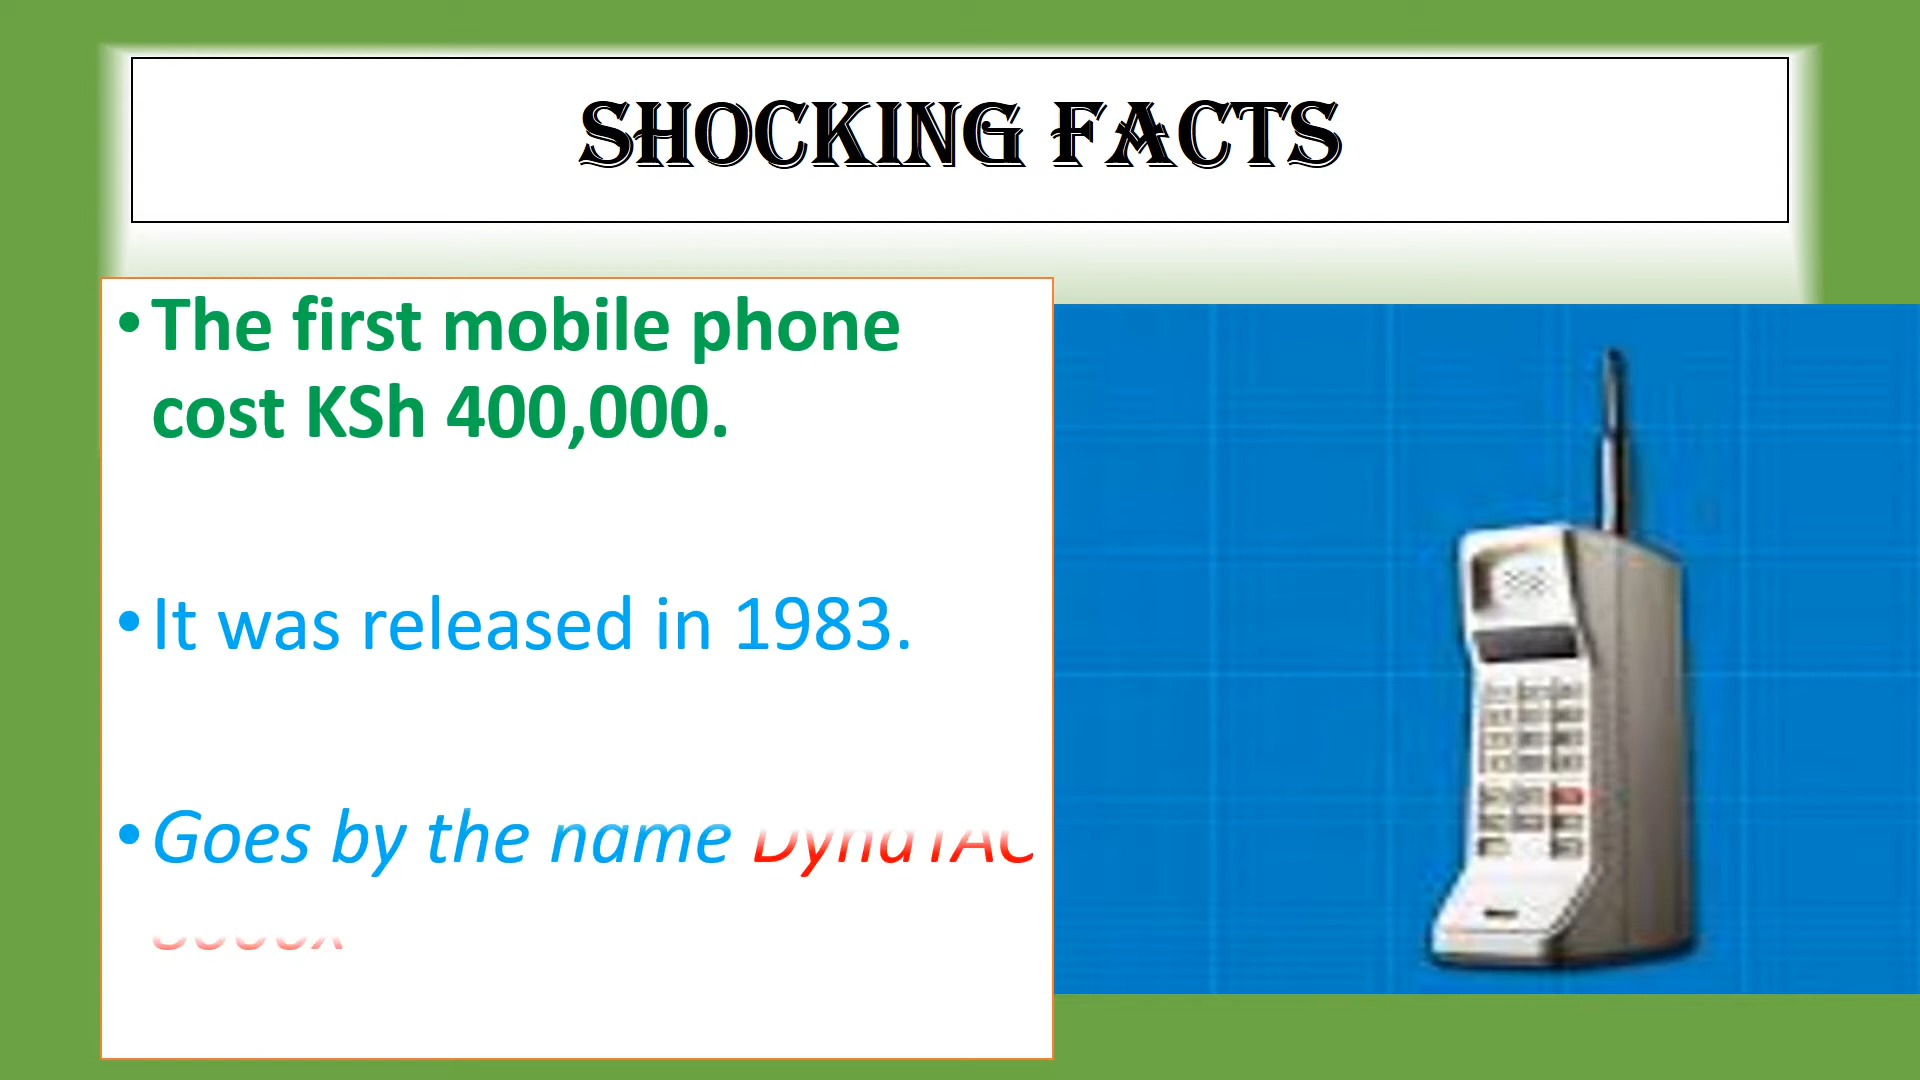 SHOCKING FACTS
•The first mobile phone
cost KSh 400,000.
•It was released in 1983.
•Goes by the name DynaTAC